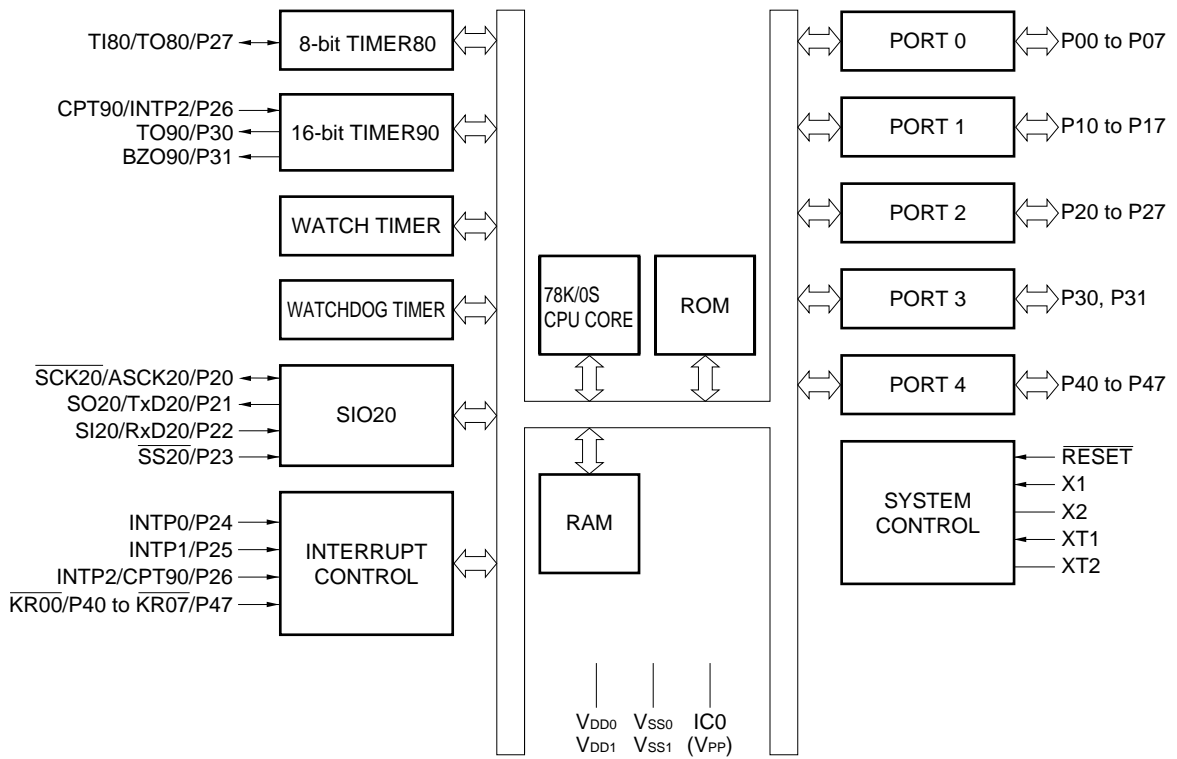 TI80/TO80/P27
8-bit TIMER80
CPT90/INTP2/P26
TO90/P30
BZO90/P31
16-bit TIMER90
WATCH TIMER
WATCHDOG TIMER
SCK20/ASCK20/P20
SO20/TxD20/P21
SI20/RxD20/P22
SS20/P23
SIO20
INTP0/P24
INTP1/P25
INTP2/CPT90/P26
KR00/P40 to KR07/P47
INTERRUPT
CONTROL
78K/0S
CPU CORE
ROM
RAM
VDD0
VDD1
VSS0
VSS1
IC0
(VPP)
PORT 0
P00 to P07
PORT 1
P10 to P17
PORT 2
P20 to P27
PORT 3
P30, P31
PORT 4
P40 to P47
SYSTEM
CONTROL
RESET
X1
X2
XT1
XT2